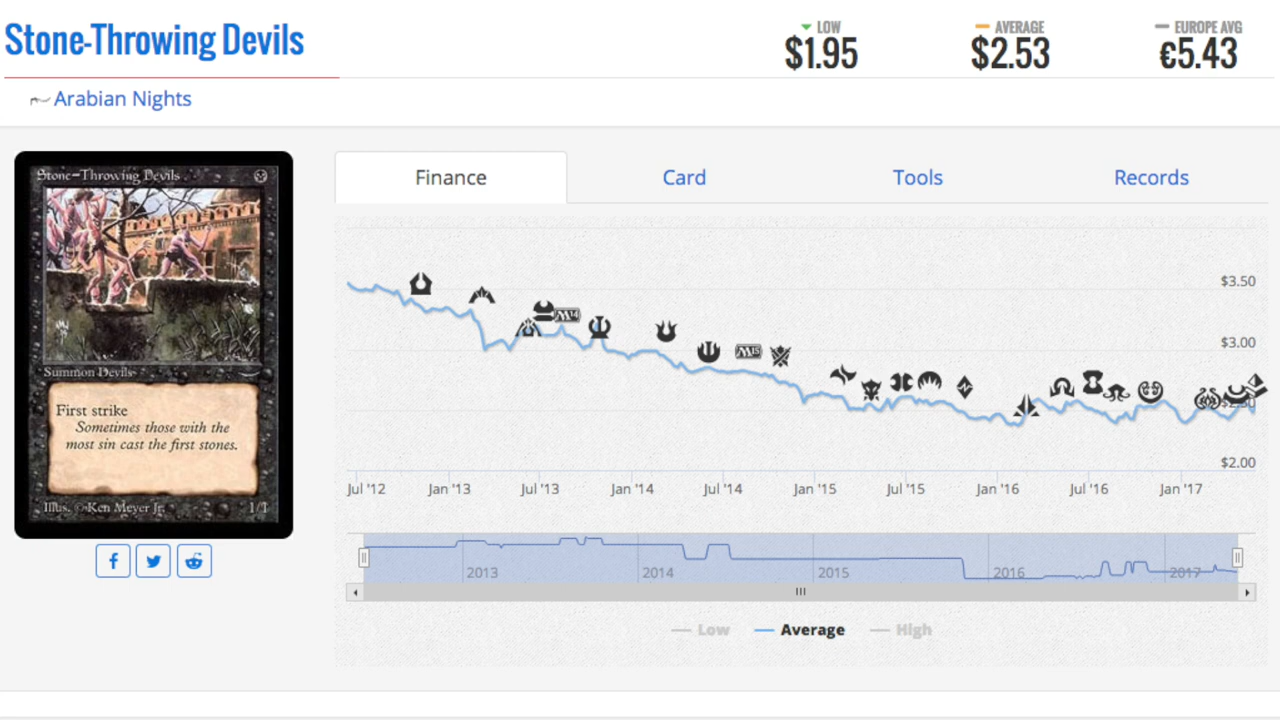 Stone-Throwing Devils
LOW
$1.95
AVERAGE
$2.53
EUROPE AVG
€5.43
Arabian Nights
Stone-Throwing Devils
Summon Devils
First strike
Sometimes those with the
most sin cast the first stones.
Illus. © Ken Meyer Jr.
1/1
Finance
Card
Tools
Records
$3.50
$3.00
$2.50
$2.00
M14
M15
Jul '12
Jan '13
Jul '13
Jan '14
Jul '14
Jan '15
Jul '15
Jan '16
Jul '16
Jan '17
2013
2014
2015
2016
2017
Low
Average
High